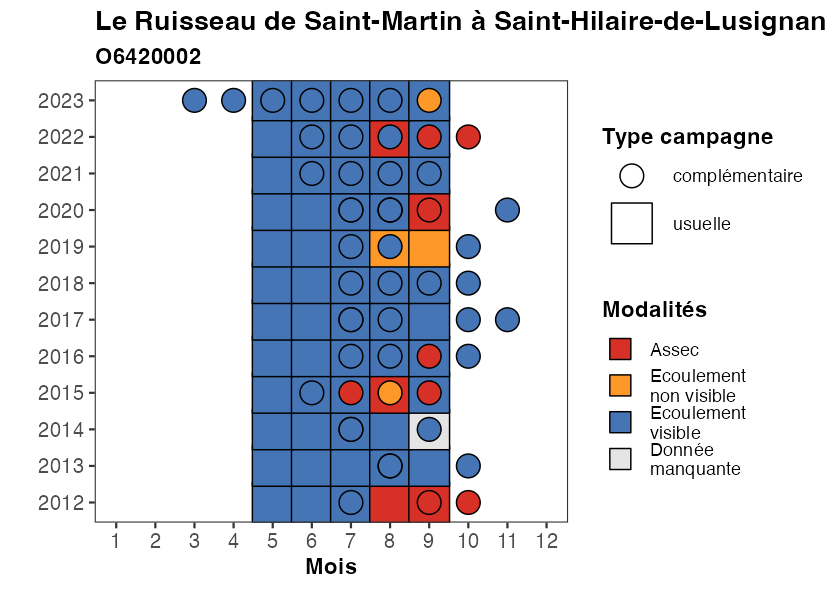 Le Ruisseau de Saint-Martin à Saint-Hilaire-de-Lusignan
O6420002
2023
2022
2021
2020
2019
2018
2017
2016
2015
2014
2013
2012
1 2 3 4 5 6 7 8 9 10 11 12
Mois
Type campagne
complémentaire
usuelle
Modalités
Assec
Ecoulement
non visible
Ecoulement
visible
Donnée
manquante